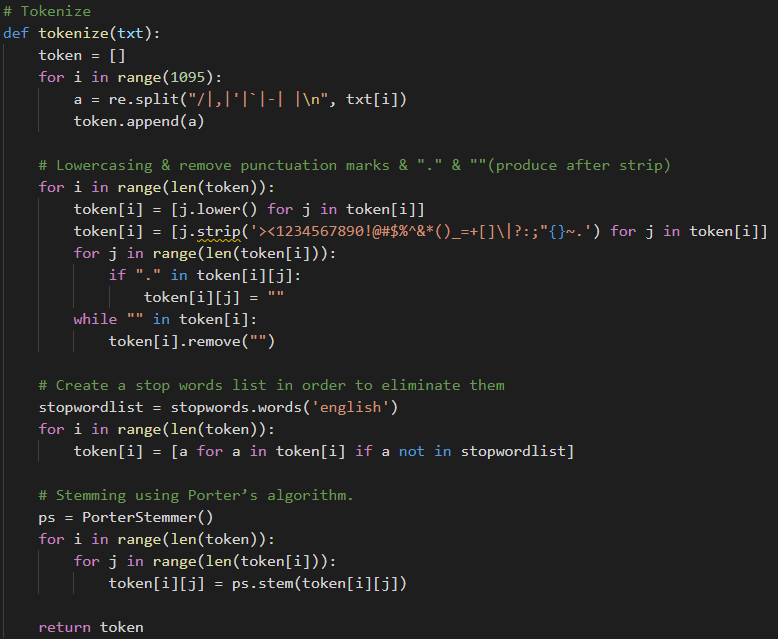 # Tokenize
def tokenize(txt):
    token = []
    for i in range(1095):
        a = re.split("/|,|'|`|-| |\n", txt[i])
        token.append(a)

    # Lowercasing & remove punctuation marks & "." & ""(produce after strip)
    for i in range(len(token)):
        token[i] = [j.lower() for j in token[i]]
        token[i] = [j.strip('><1234567890!@#$%^&*()_=+[]\|?:;"{}~.') for j in token[i]]
        for j in range(len(token[i])):
            if "." in token[i][j]:
                token[i][j] = ""
        while "" in token[i]:
            token[i].remove("")

    # Create a stop words list in order to eliminate them
    stopwordlist = stopwords.words('english')
    for i in range(len(token)):
        token[i] = [a for a in token[i] if a not in stopwordlist]

    # Stemming using Porter’s algorithm.
    ps = PorterStemmer()
    for i in range(len(token)):
        for j in range(len(token[i])):
            token[i][j] = ps.stem(token[i][j])

    return token